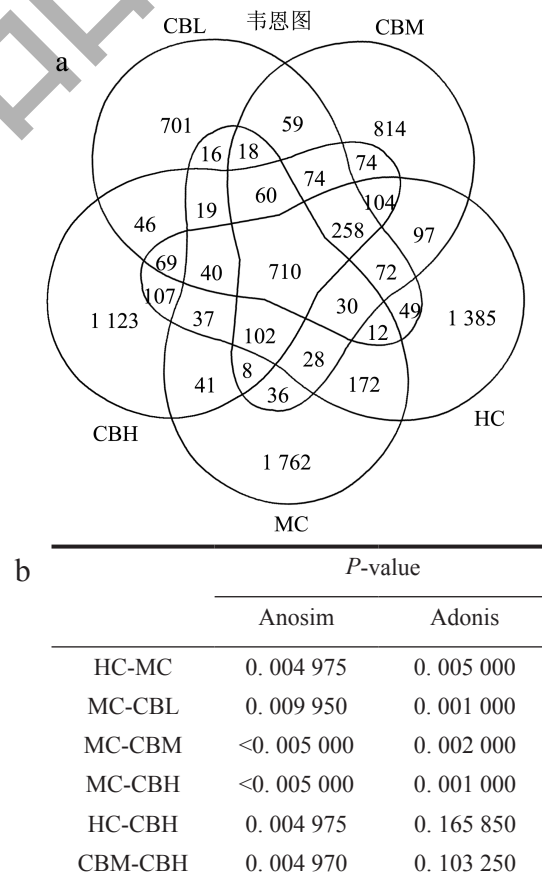 韦恩图
CBL
CBM
a
701
59
814
16
18
74
74
60
104
19
46
258
97
69
40
710
72
107
30
49
1 123
37
12
1 385
102
28
8
41
36
172
CBH
HC
1 762
MC
b
P-value
Anosim Adonis
HC-MC 0. 004 975 0. 005 000
MC-CBL 0. 009 950 0. 001 000
MC-CBM <0. 005 000 0. 002 000
MC-CBH <0. 005 000 0. 001 000
HC-CBH 0. 004 975 0. 165 850
CBM-CBH 0. 004 970 0. 103 250